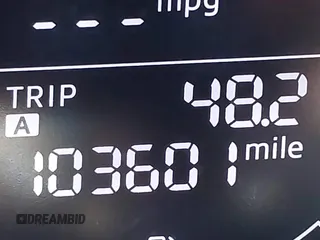 --- mpg
TRIP 48.2
A
103601 mile
DREAMBID